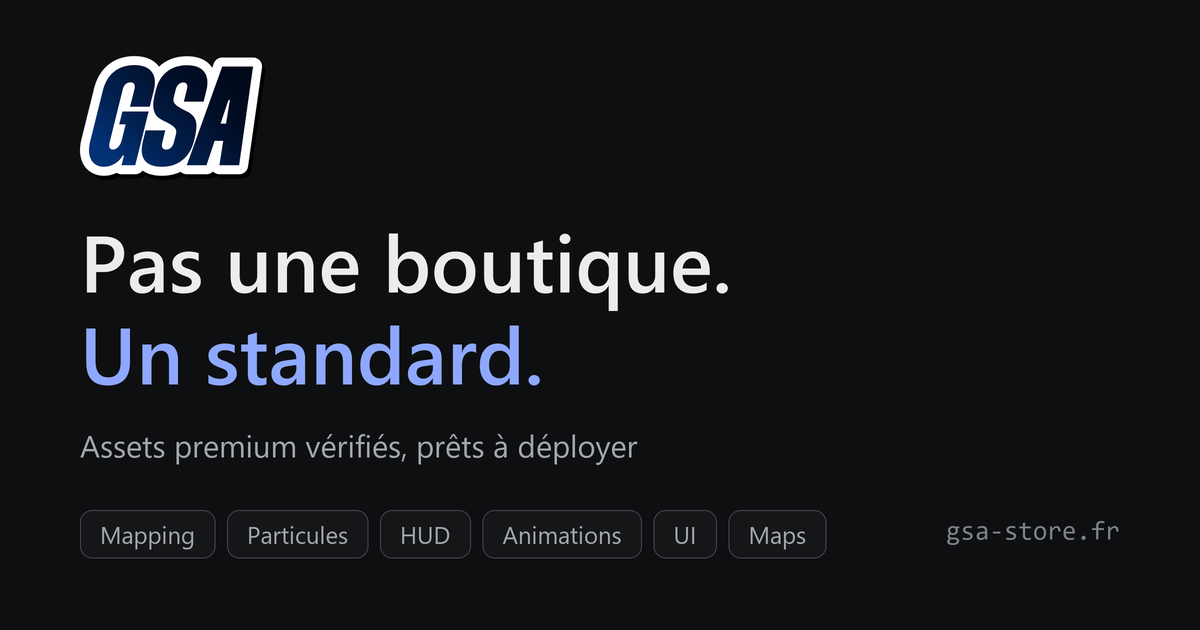 GSA
Pas une boutique.
Un standard.
Assets premium vérifiés, prêts à déployer
Mapping Particules HUD Animations UI Maps gsa-store.fr